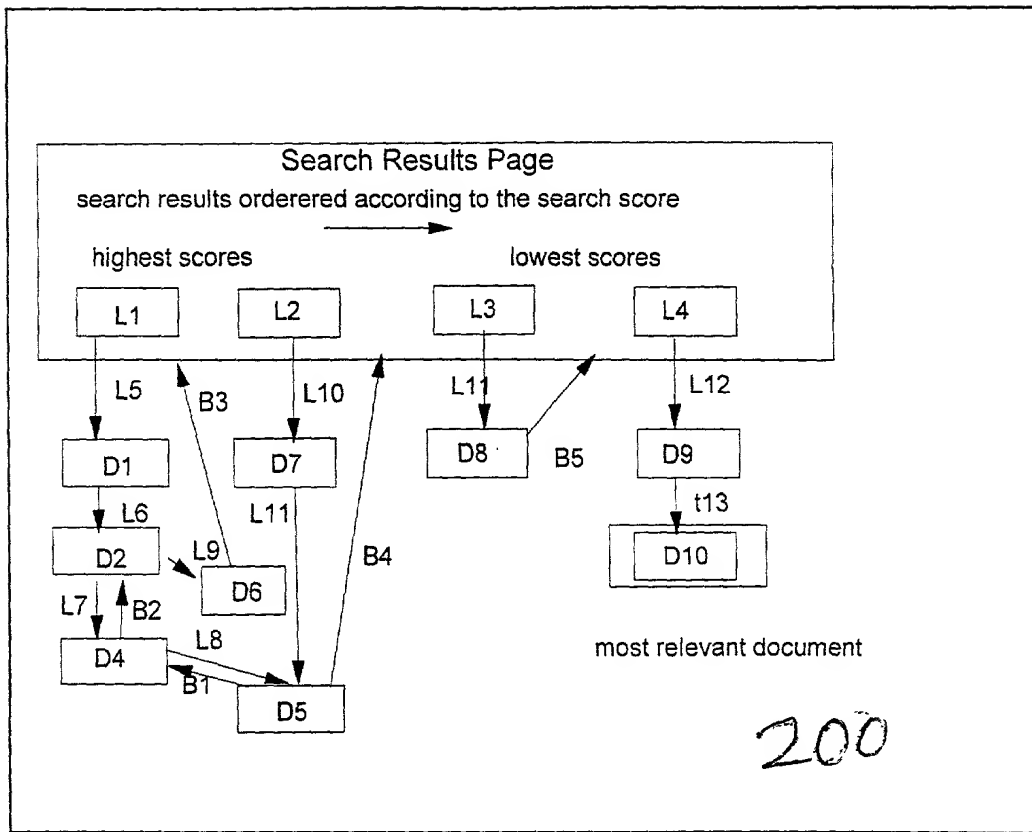 Search Results Page
search results orderered according to the search score
highest scores lowest scores
L1 L2 L3 L4
L5 B3 L10 L11 B5 L12
D1 D7 D8 D9
L6 L11 B4 t13
D2 L9 D6 D10
L7 B2 L8
most relevant document
D4 B1 D5
200